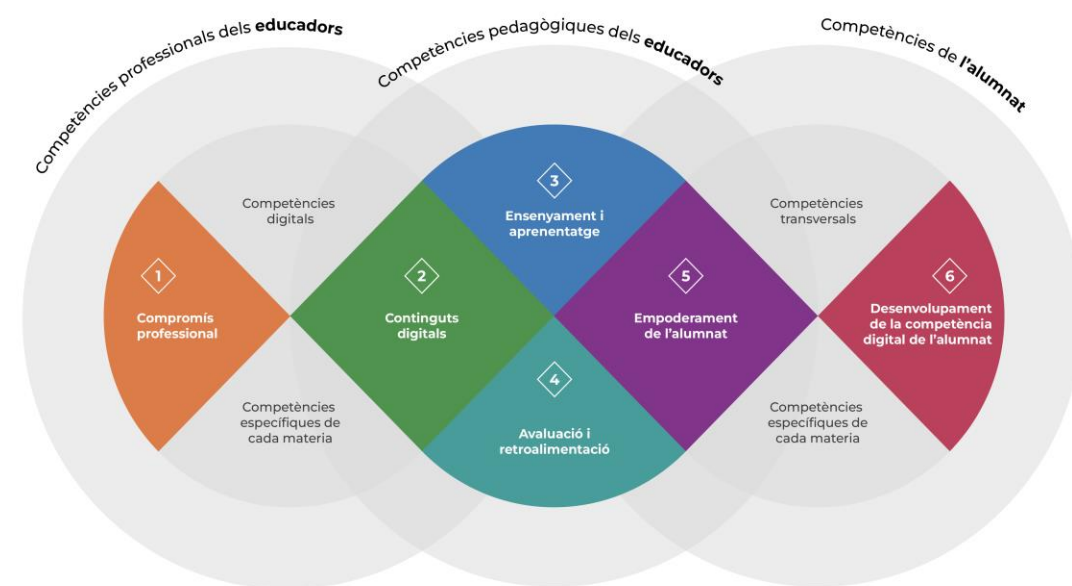 Competències professionals dels educadors
Competències pedagògiques dels educadors
Competències de l'alumnat
Competències
digitals
Competències
específiques de
cada materia
1
Compromís
professional
2
Continguts
digitals
3
Ensenyament i
aprenentatge
4
Avaluació i
retroalimentació
5
Empoderament
de l'alumnat
Competències
transversals
Competències
específiques de
cada materia
6
Desenvolupament
de la competència
digital de l'alumnat